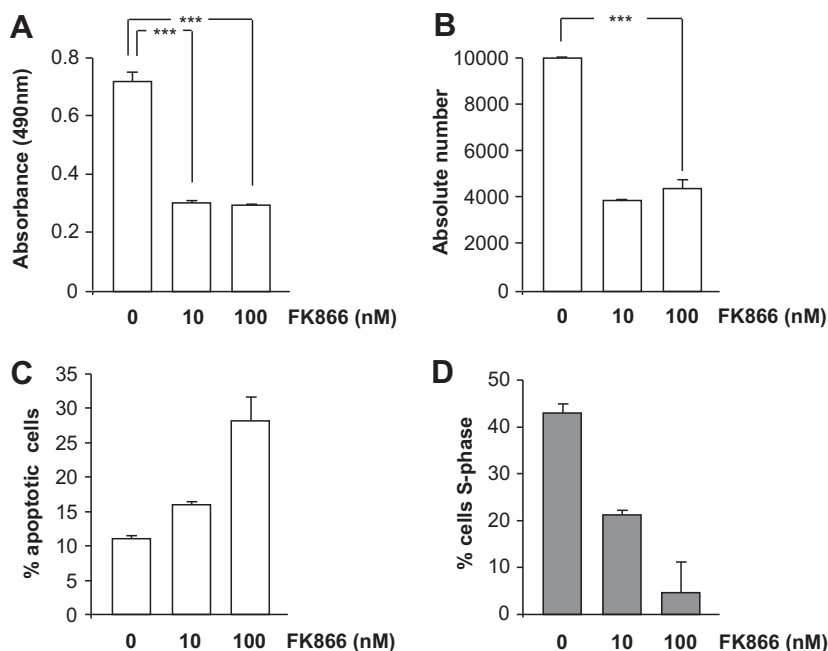 A
***
***
Absorbance (490nm)
0.8
0.6
0.4
0.2
0
0 10 100 FK866 (nM)
B
***
Absolute number
10000
8000
6000
4000
2000
0
0 10 100 FK866 (nM)
C
% apoptotic cells
35
30
25
20
15
10
5
0
0 10 100 FK866 (nM)
D
% cells S-phase
50
40
30
20
10
0
0 10 100 FK866 (nM)